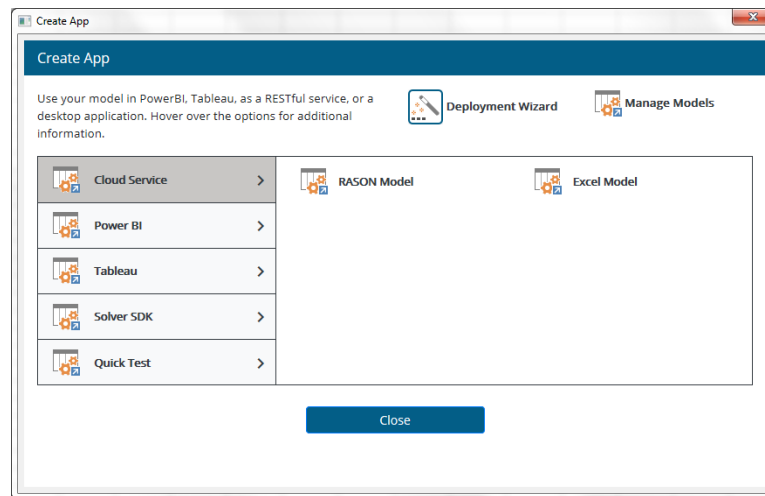 Create App
Create App
Use your model in PowerBI, Tableau, as a RESTful service, or a
desktop application. Hover over the options for additional
information.
Deployment Wizard
Manage Models
Cloud Service
RASON Model
Excel Model
Power BI
Tableau
Solver SDK
Quick Test
Close